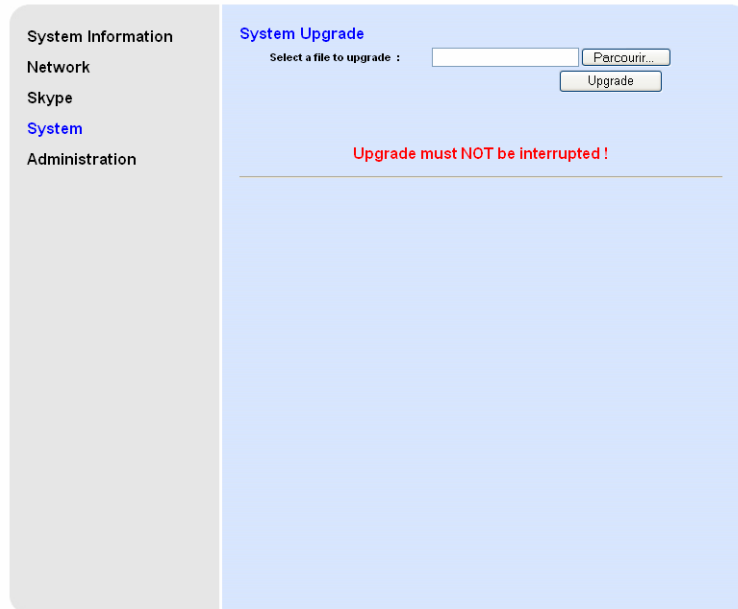 System Information
Network
Skype
System
Administration
System Upgrade
Select a file to upgrade :
Parcourir...
Upgrade
Upgrade must NOT be interrupted !